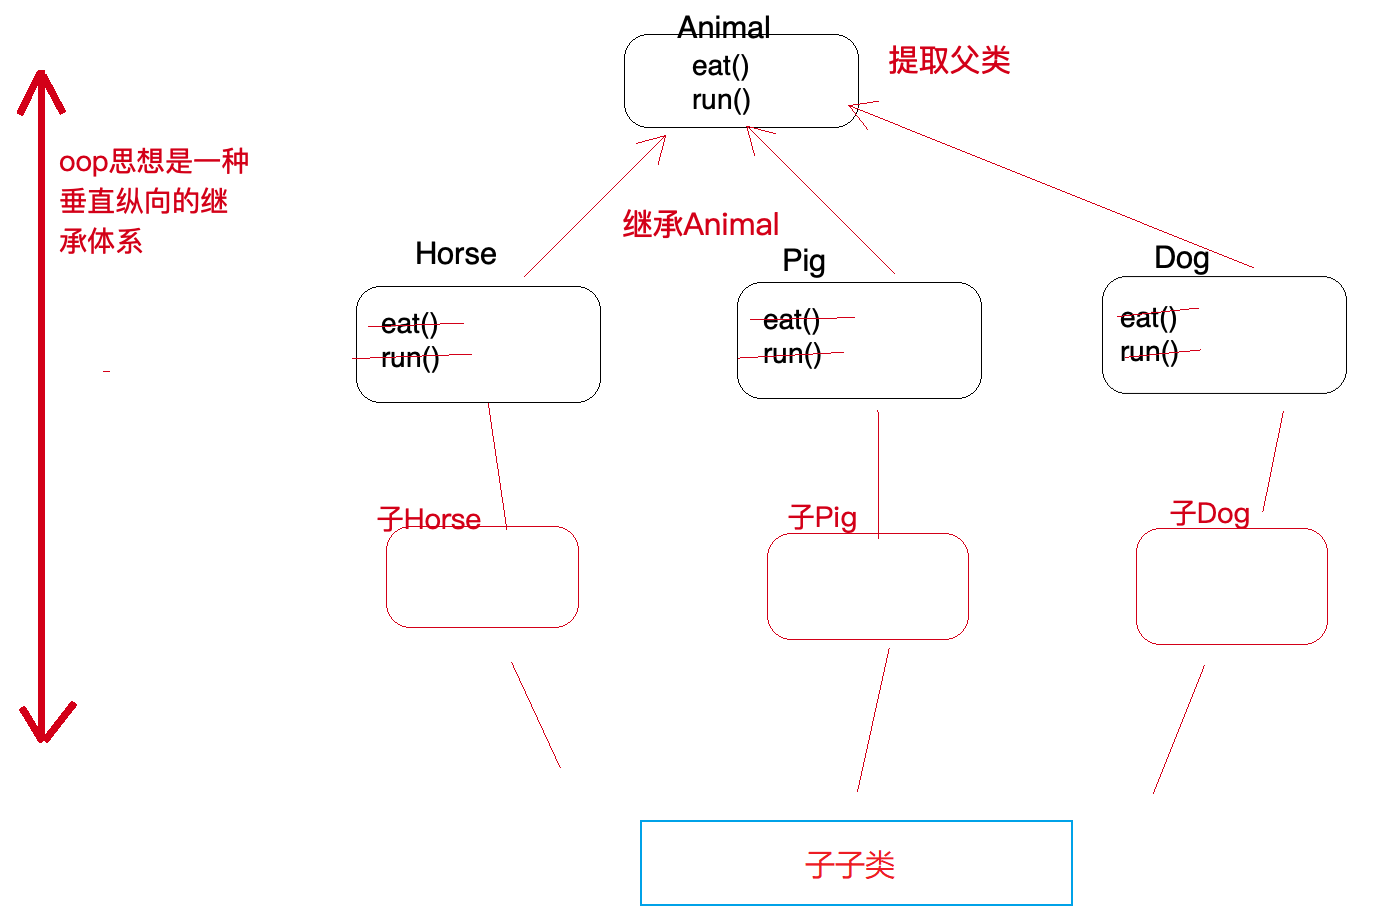 Animal
eat()
run()
提取父类
oop思想是一种
垂直纵向的继
承体系
继承Animal
Horse
eat()
run()
Pig
eat()
run()
Dog
eat()
run()
子Horse
子Pig
子Dog
子子类